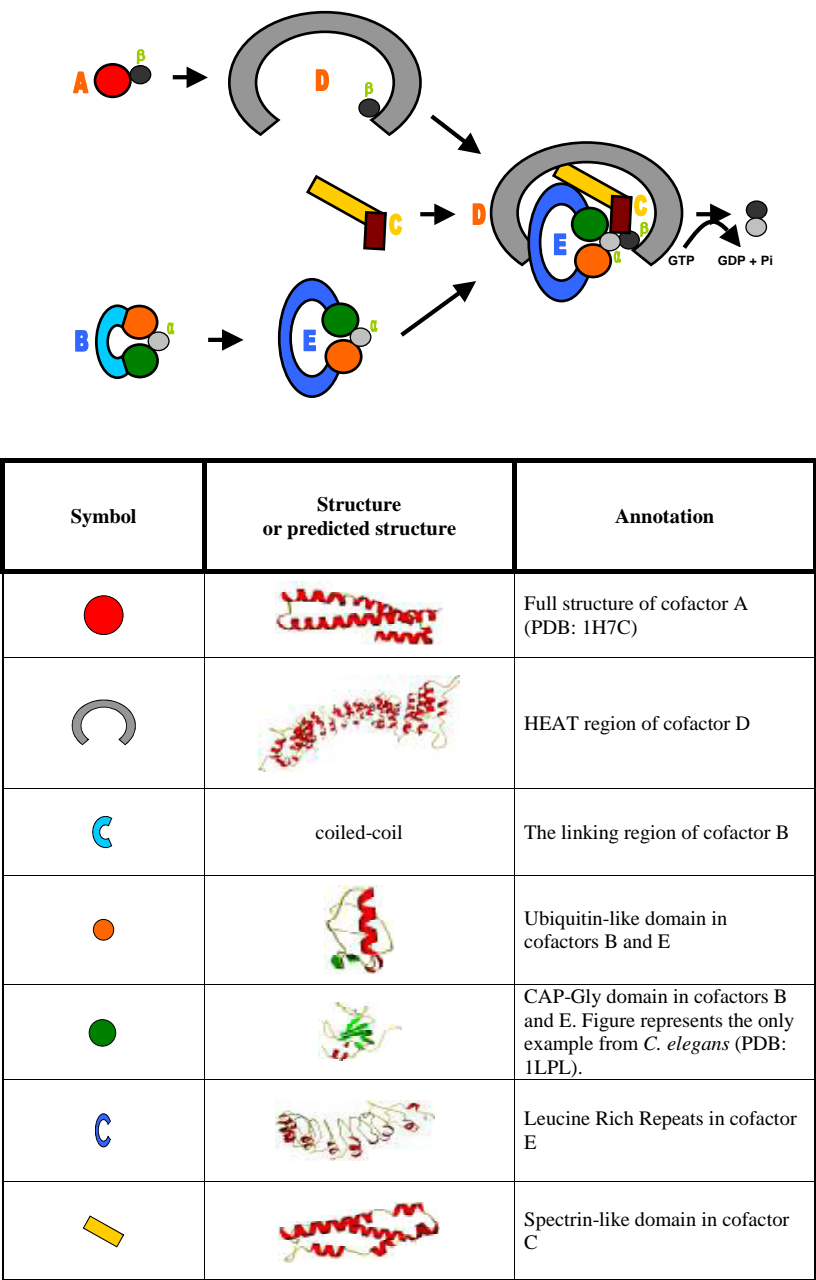 β
A
D
β
C
D
C
E
β
α
GTP
GDP + Pi
B
α
E
α
Symbol
Structure
or predicted structure
Annotation
Full structure of cofactor A
(PDB: 1H7C)
HEAT region of cofactor D
coiled-coil
The linking region of cofactor B
Ubiquitin-like domain in
cofactors B and E
CAP-Gly domain in cofactors B
and E. Figure represents the only
example from C. elegans (PDB:
1LPL).
Leucine Rich Repeats in cofactor
E
Spectrin-like domain in cofactor
C